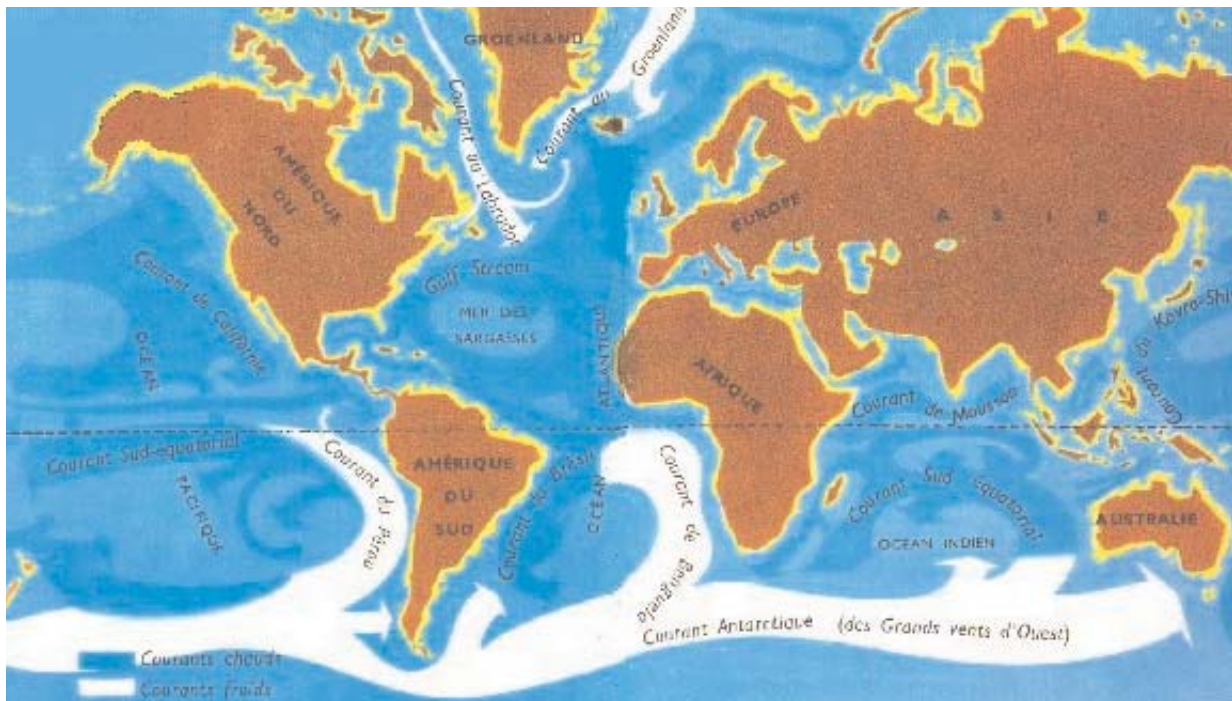 GROENLAND
Groenland
Courant du
Courant du Labrador
AMÉRIQUE
DU
NORD
EUROPE
A S I E
Gulf Stream
MER DES
SARGASSES
Courant de Californie
OCÉAN
PACIFIQUE
ATLANTIQUE
OCÉAN
AFRIQUE
Courant de Mousson
Courant du Kouro-Shio
Courant Sud-équatorial
Courant du Pérou
AMÉRIQUE
DU
SUD
Courant du Brésil
Courant de Benguela
Courant Sud équatorial
OCEAN INDIEN
AUSTRALIE
Courant Antarctique (des Grands vents d'Ouest)
Courants chauds
Courants froids